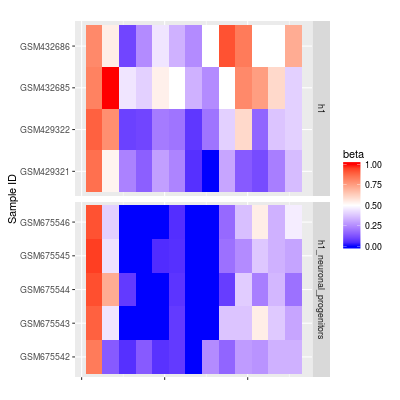 GSM432686
GSM432685
GSM429322
GSM429321
GSM675546
GSM675545
GSM675544
GSM675543
GSM675542
Sample ID
h1
h1_neuronal_progenitors
beta
1.00
0.75
0.50
0.25
0.00